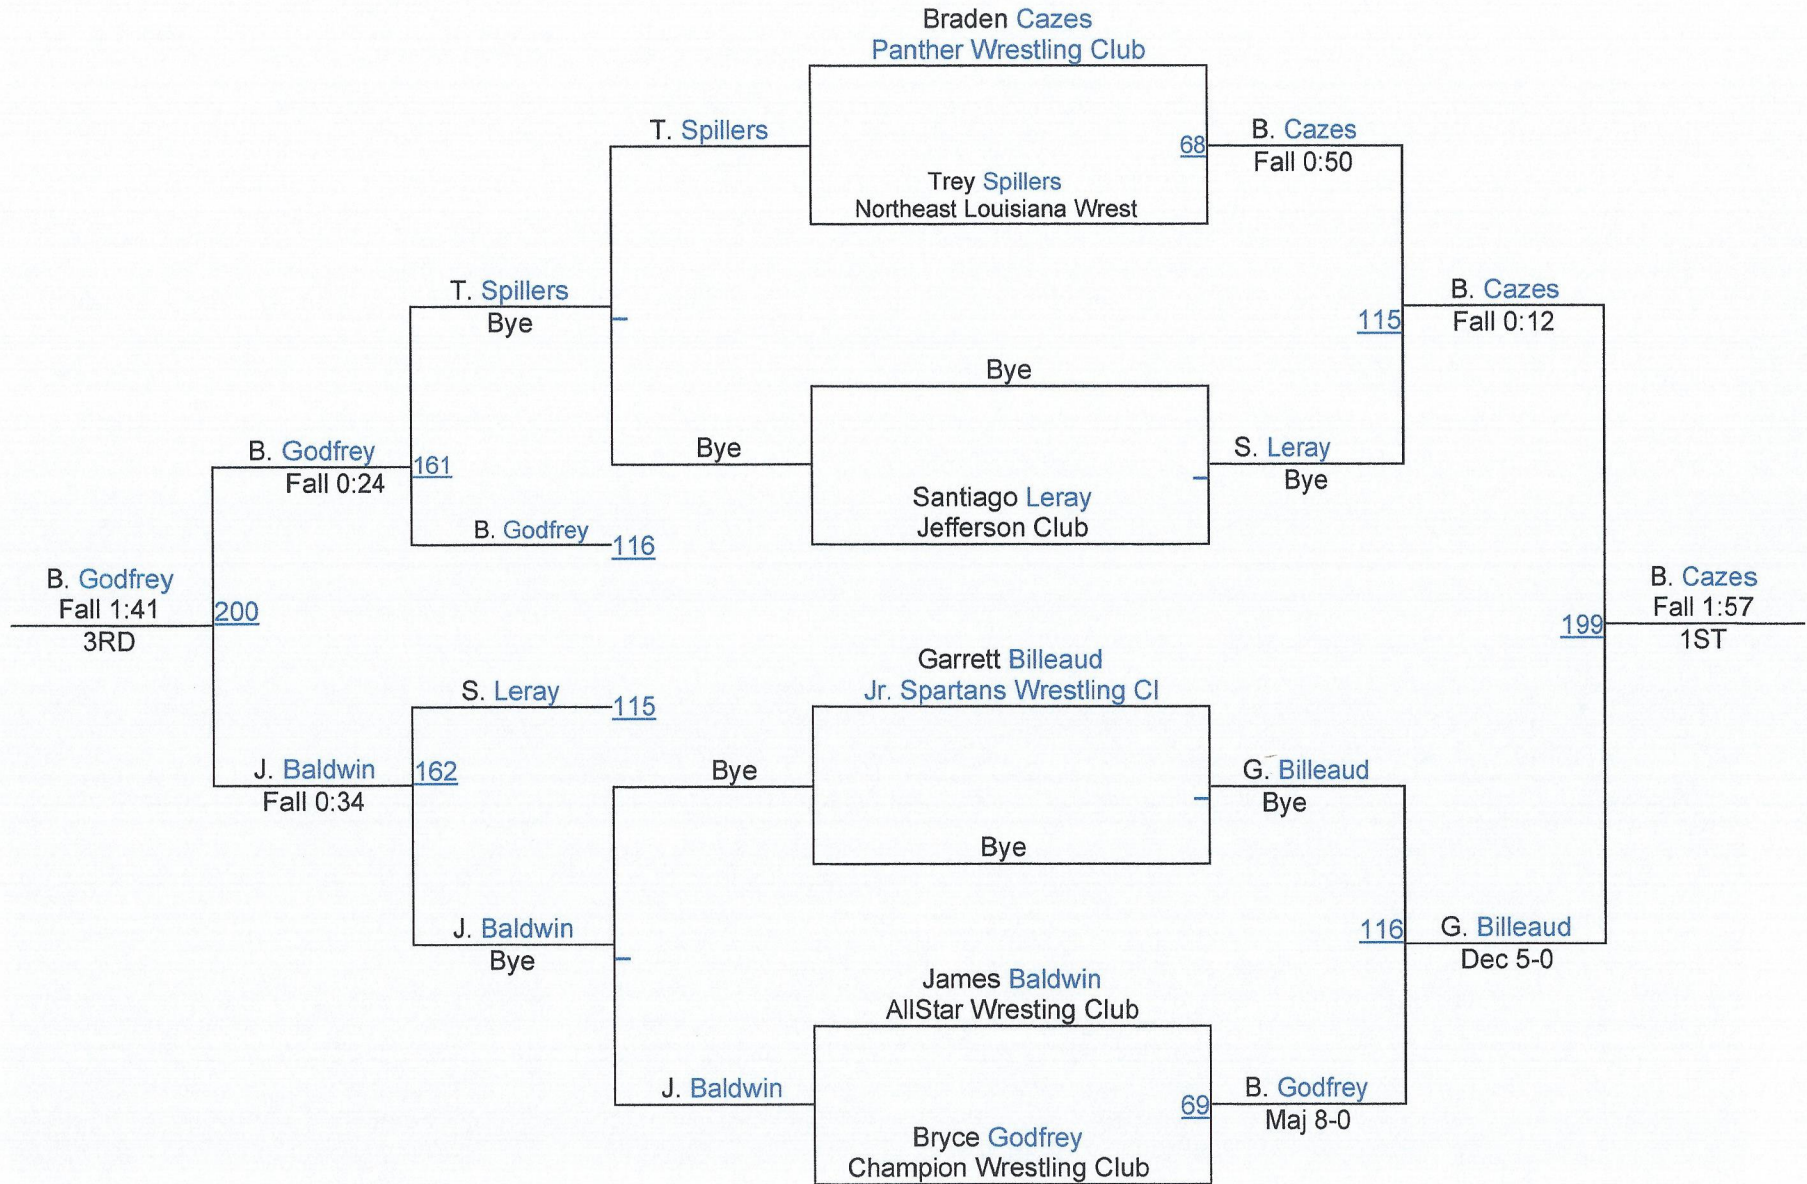 Braden Cazes
Panther Wrestling Club
T. Spillers
68
B. Cazes
Fall 0:50
Trey Spillers
Northeast Louisiana Wrest
T. Spillers
Bye
B. Cazes
115
Fall 0:12
Bye
B. Godfrey
161
Fall 0:24
Bye
S. Leray
Bye
Santiago Leray
Jefferson Club
B. Godfrey
116
B. Godfrey
Fall 1:41
200
3RD
B. Cazes
Fall 1:57
199
1ST
Garrett Billeaud
Jr. Spartans Wrestling Cl
S. Leray
115
J. Baldwin
162
Fall 0:34
Bye
G. Billeaud
Bye
Bye
J. Baldwin
Bye
116
G. Billeaud
Dec 5-0
James Baldwin
AllStar Wresting Club
J. Baldwin
69
B. Godfrey
Maj 8-0
Bryce Godfrey
Champion Wrestling Club